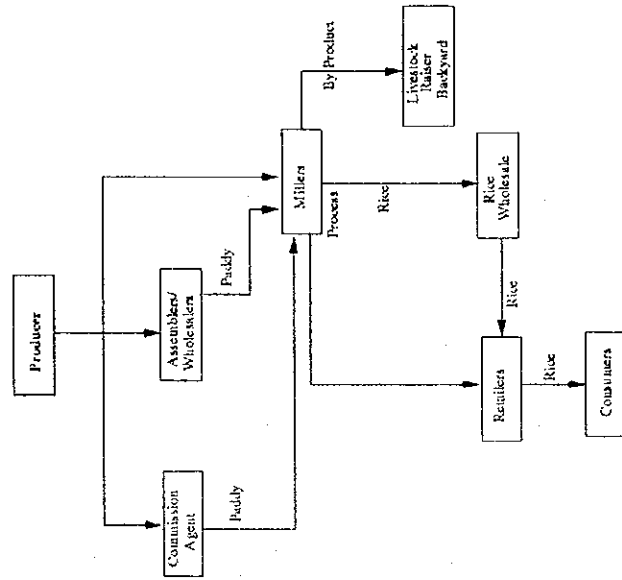 Producer
Commission
Agent
Assemblers/
Wholesalers
Paddy
Paddy
Millers
Process
By Product
Rice
Livestock
Raiser
Backyard
Retailers
Rice
Rice
Wholesale
Rice
Consumers